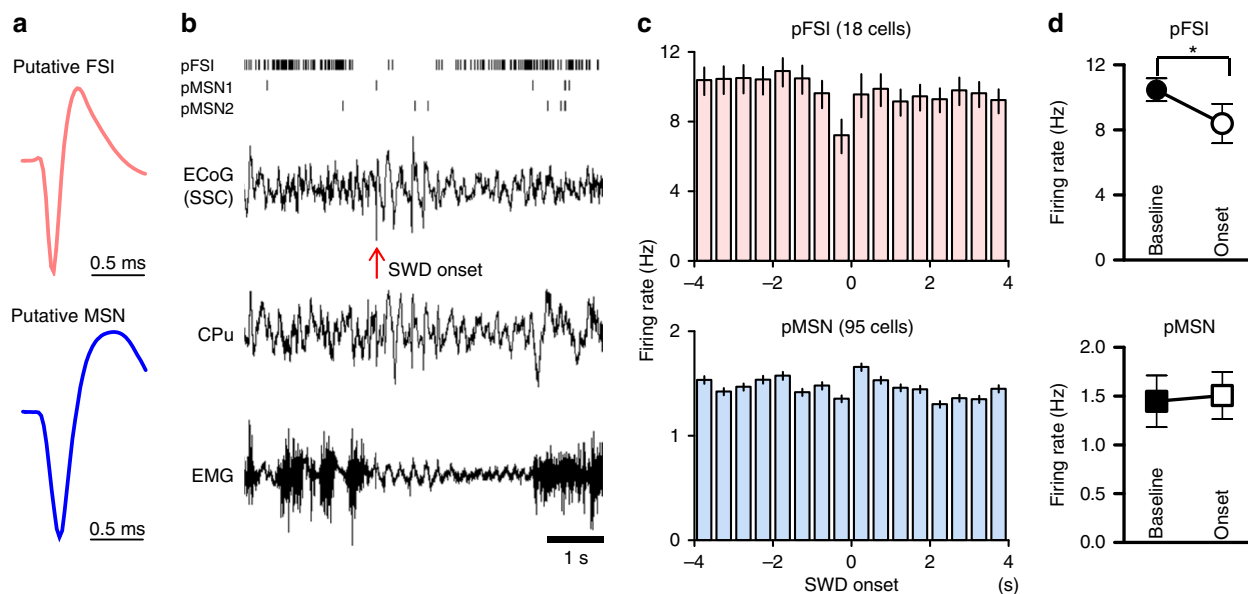 a
Putative FSI
0.5 ms
Putative MSN
0.5 ms
b
pFSI
pMSN1
pMSN2
ECoG
(SSC)
SWD onset
CPu
EMG
1 s
c
pFSI (18 cells)
12
8
4
0
–4 –2 0 2 4
Firing rate (Hz)
pMSN (95 cells)
2
1
0
–4 –2 0 2 4
SWD onset (s)
d
pFSI
*
12
8
4
0
Firing rate (Hz)
Baseline
Onset
pMSN
2.0
1.5
1.0
0.5
0.0
Firing rate (Hz)
Baseline
Onset